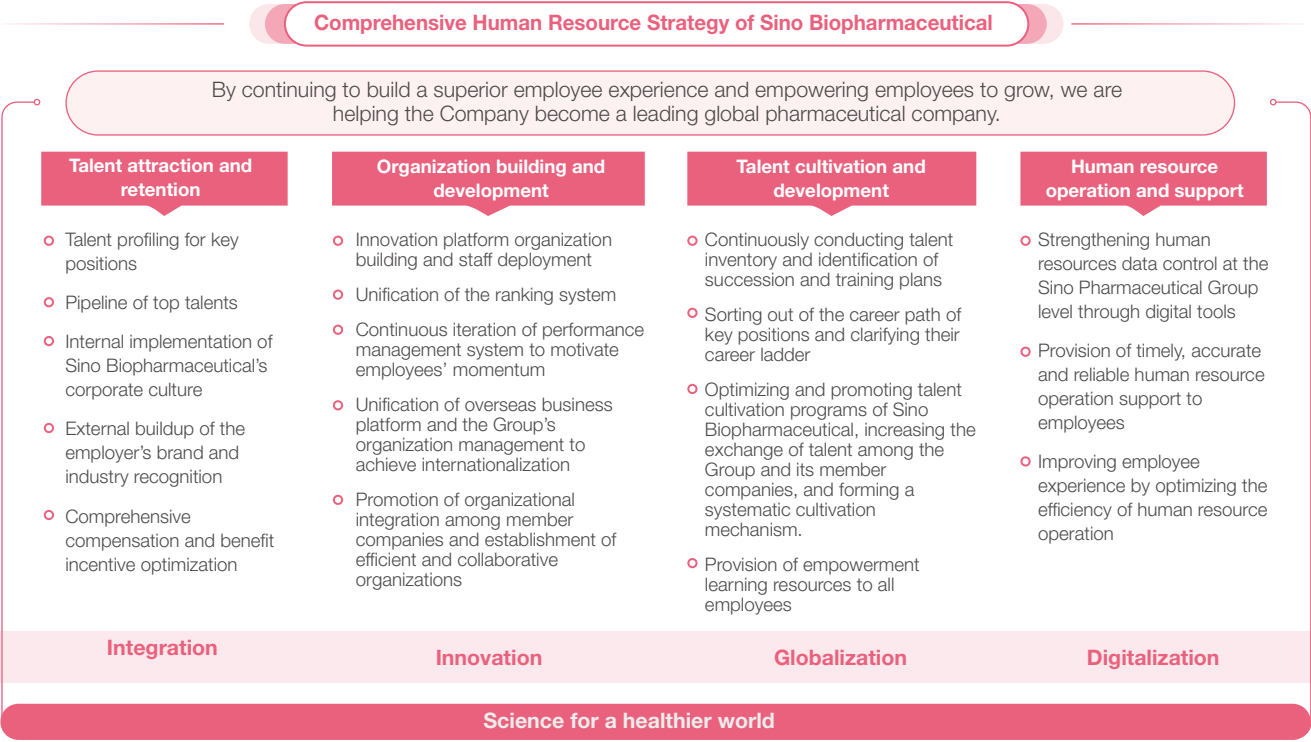 Comprehensive Human Resource Strategy of Sino Biopharmaceutical
By continuing to build a superior employee experience and empowering employees to grow, we are
helping the Company become a leading global pharmaceutical company.
Talent attraction and
retention
Talent profiling for key
positions
Pipeline of top talents
Internal implementation of
Sino Biopharmaceutical's
corporate culture
External buildup of the
employer's brand and
industry recognition
Comprehensive
compensation and benefit
incentive optimization
Integration
Organization building and
development
Innovation platform organization
building and staff deployment
Unification of the ranking system
Continuous iteration of performance
management system to motivate
employees' momentum
Unification of overseas business
platform and the Group's
organization management to
achieve internationalization
Promotion of organizational
integration among member
companies and establishment of
efficient and collaborative
organizations
Innovation
Talent cultivation and
development
Continuously conducting talent
inventory and identification of
succession and training plans
Sorting out of the career path of
key positions and clarifying their
career ladder
Optimizing and promoting talent
cultivation programs of Sino
Biopharmaceutical, increasing the
exchange of talent among the
Group and its member
companies, and forming a
systematic cultivation
mechanism.
Provision of empowerment
learning resources to all
employees
Globalization
Human resource
operation and support
Strengthening human
resources data control at the
Sino Pharmaceutical Group
level through digital tools
Provision of timely, accurate
and reliable human resource
operation support to
employees
Improving employee
experience by optimizing the
efficiency of human resource
operation
Digitalization
Science for a healthier world